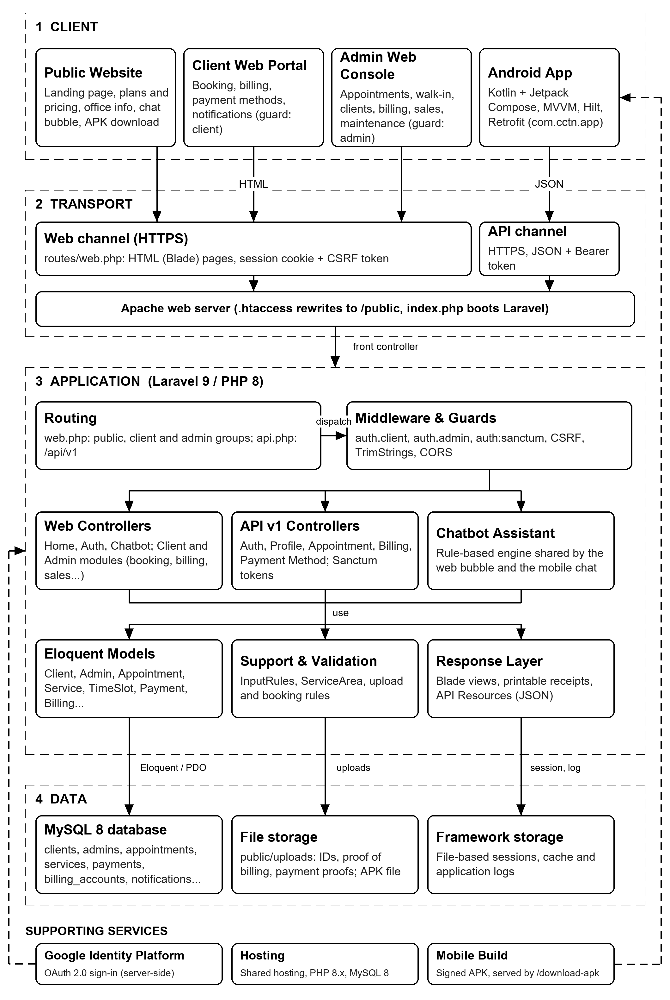 1 CLIENT
Public Website
Landing page, plans and
pricing, office info, chat
bubble, APK download
Client Web Portal
Booking, billing,
payment methods,
notifications (guard:
client)
Admin Web
Console
Appointments, walk-in,
clients, billing, sales,
maintenance (guard:
admin)
Android App
Kotlin + Jetpack
Compose, MVVM, Hilt,
Retrofit (com.cctn.app)
HTML
JSON
2 TRANSPORT
Web channel (HTTPS)
routes/web.php: HTML (Blade) pages, session cookie + CSRF token
API channel
HTTPS, JSON + Bearer
token
Apache web server (.htaccess rewrites to /public, index.php boots Laravel)
front controller
3 APPLICATION (Laravel 9 / PHP 8)
Routing
web.php: public, client and admin groups; api.php:
/api/v1
dispatch
Middleware & Guards
auth.client, auth.admin, auth:sanctum, CSRF,
TrimStrings, CORS
Web Controllers
Home, Auth, Chatbot; Client and
Admin modules (booking, billing,
sales...)
API v1 Controllers
Auth, Profile, Appointment, Billing,
Payment Method; Sanctum
tokens
Chatbot Assistant
Rule-based engine shared by the
web bubble and the mobile chat
use
Eloquent Models
Client, Admin, Appointment,
Service, TimeSlot, Payment,
Billing...
Support & Validation
InputRules, ServiceArea, upload
and booking rules
Response Layer
Blade views, printable receipts,
API Resources (JSON)
Eloquent / PDO
uploads
session, log
4 DATA
MySQL 8 database
clients, admins, appointments,
services, payments,
billing_accounts, notifications...
File storage
public/uploads: IDs, proof of
billing, payment proofs; APK file
Framework storage
File-based sessions, cache and
application logs
SUPPORTING SERVICES
Google Identity Platform
OAuth 2.0 sign-in (server-side)
Hosting
Shared hosting, PHP 8.x, MySQL 8
Mobile Build
Signed APK, served by /download-apk